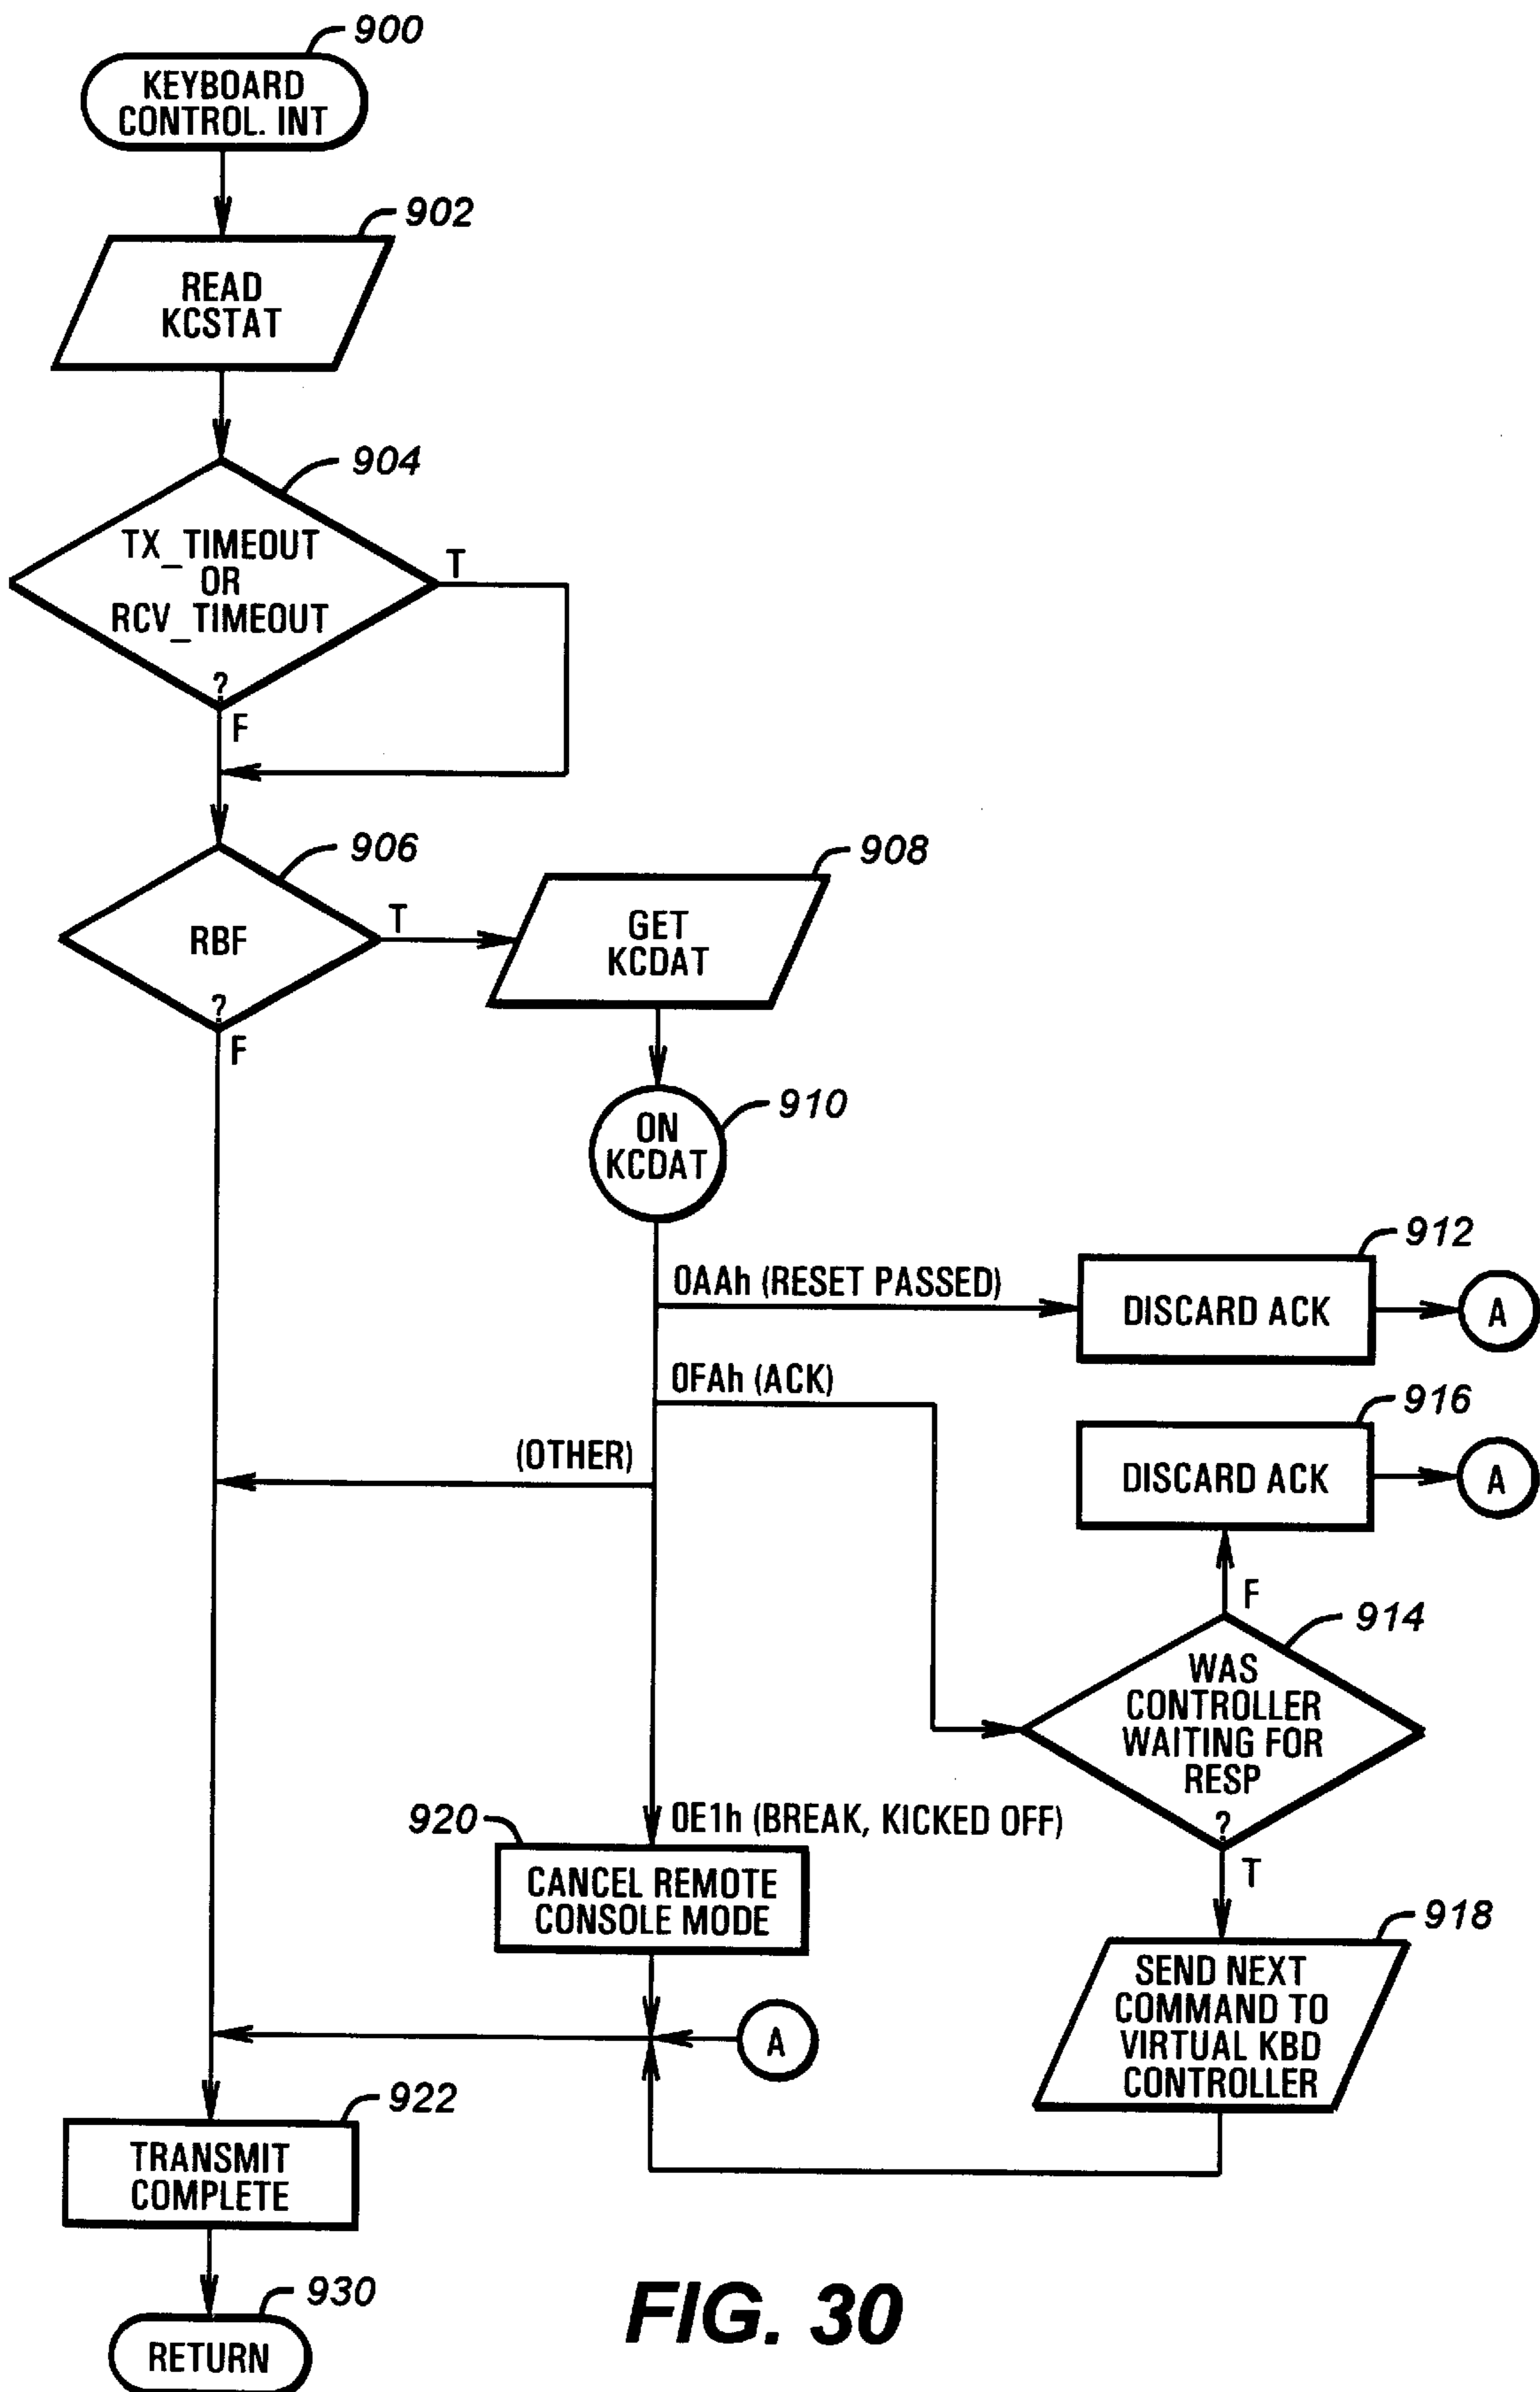 900
KEYBOARD
CONTROL. INT
902
READ
KCSTAT
904
TX_TIMEOUT
OR
RCV_TIMEOUT
?
T
F
906
RBF
?
T
F
908
GET
KCDAT
910
ON
KCDAT
0AAh (RESET PASSED)
912
DISCARD ACK
A
0FAh (ACK)
916
DISCARD ACK
A
(OTHER)
F
914
WAS
CONTROLLER
WAITING FOR
RESP
?
T
0E1h (BREAK, KICKED OFF)
920
CANCEL REMOTE
CONSOLE MODE
918
SEND NEXT
COMMAND TO
VIRTUAL KBD
CONTROLLER
A
922
TRANSMIT
COMPLETE
930
RETURN
FIG. 30